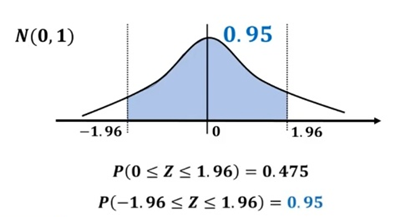 N(0, 1)
0.95
−1.96
0
1.96
P(0 ≤ Z ≤ 1.96) = 0.475
P(−1.96 ≤ Z ≤ 1.96) = 0.95